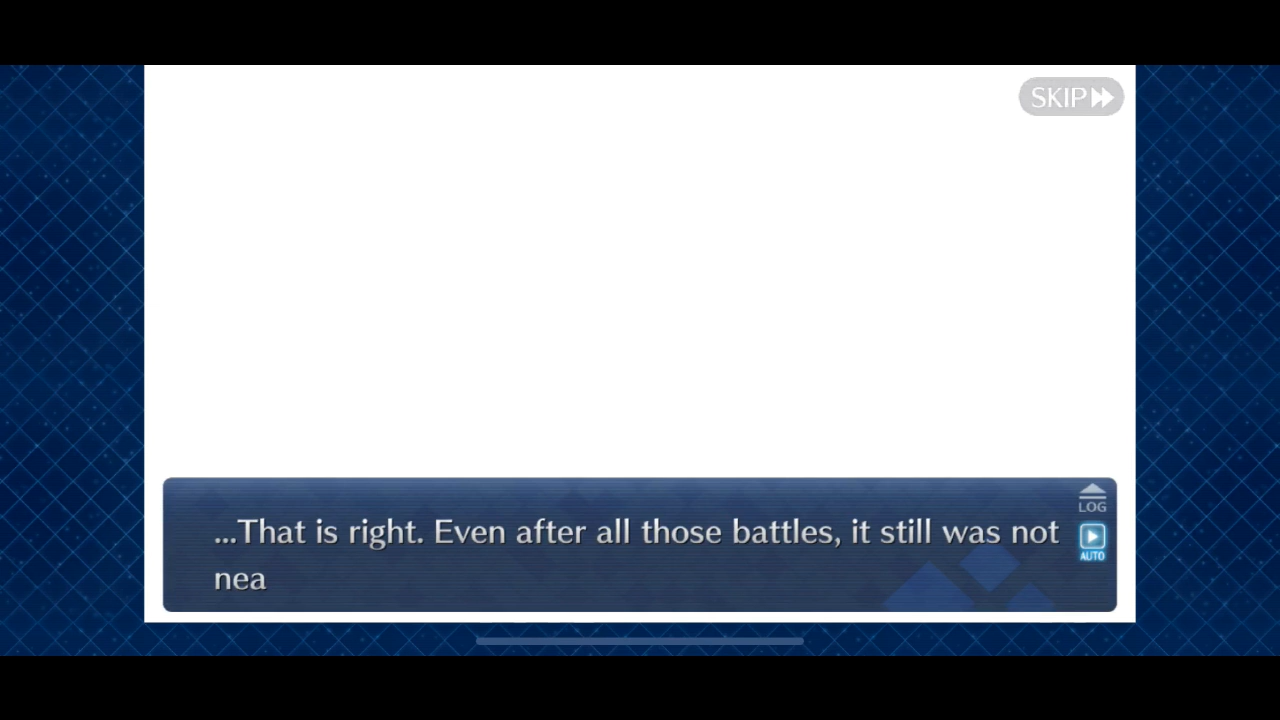 SKIP
LOG
...That is right. Even after all those battles, it still was not
nea
AUTO